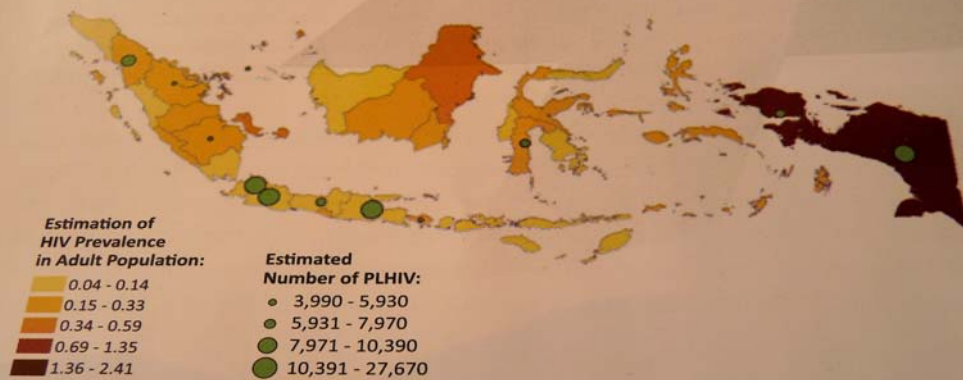 Estimation of
HIV Prevalence
in Adult Population:
0.04 - 0.14
0.15 - 0.33
0.34 - 0.59
0.69 - 1.35
1.36 - 2.41
Estimated
Number of PLHIV:
3,990 - 5,930
5,931 - 7,970
7,971 - 10,390
10,391 - 27,670